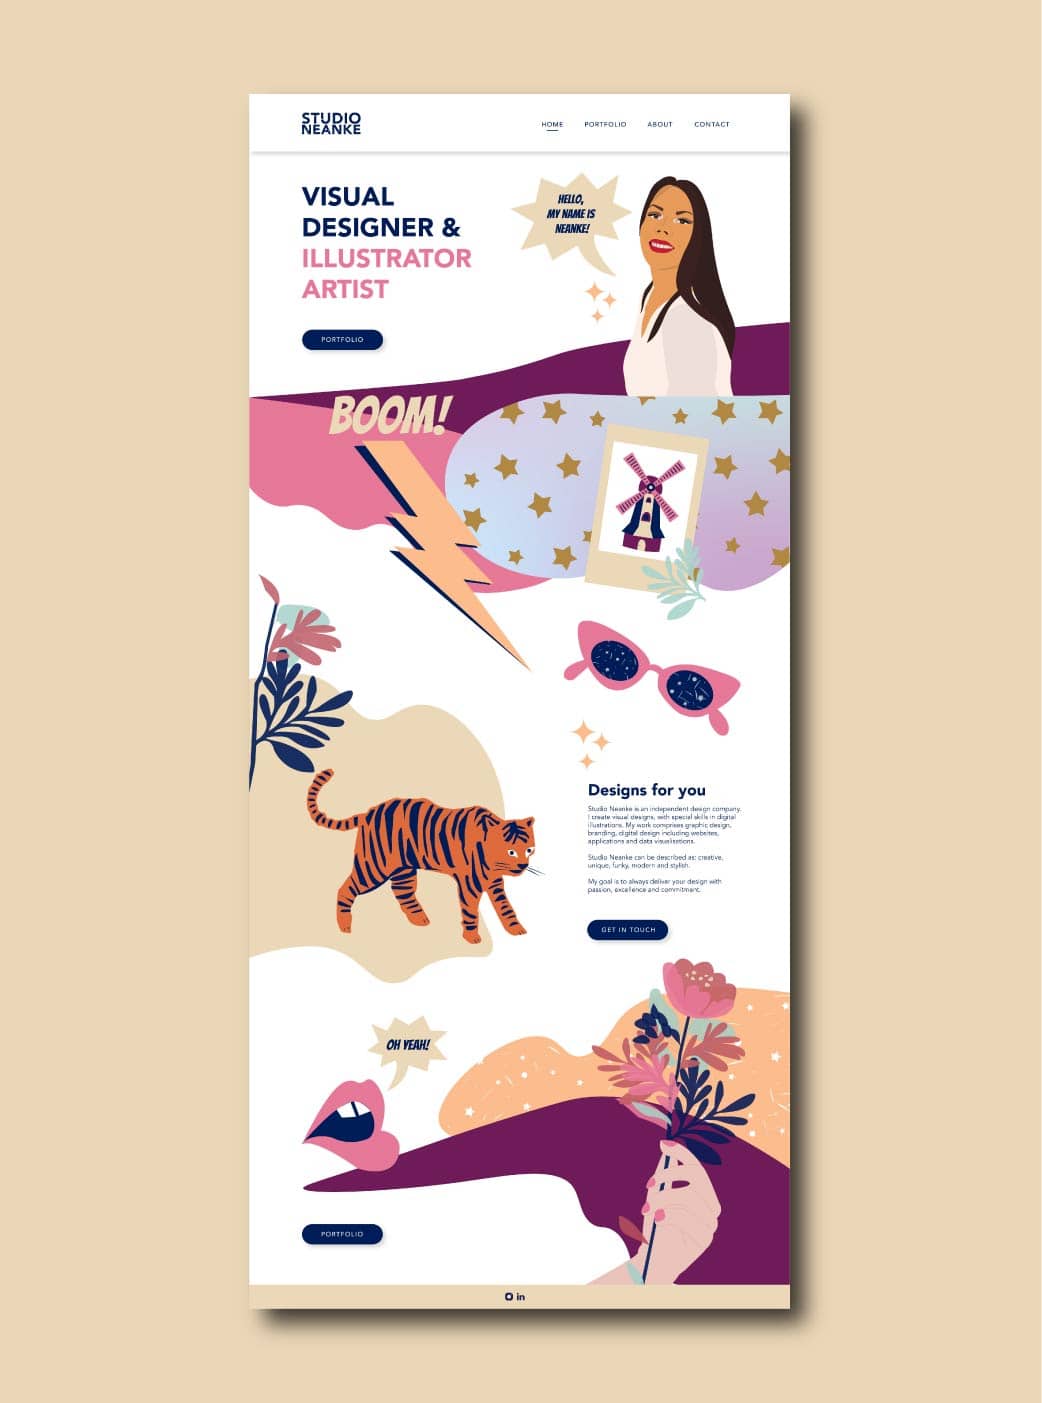 STUDIO
NEANKE
HOME PORTFOLIO ABOUT CONTACT
VISUAL
DESIGNER &
ILLUSTRATOR
ARTIST
HELLO,
MY NAME IS
NEANKE!
PORTFOLIO
BOOM!
Designs for you
Studio Neanke is an independent design company.
I create visual designs, with special skills in digital
illustrations. My work comprises graphic design,
branding, digital design including websites,
applications and data visualisations.
Studio Neanke can be described as: creative,
unique, funky, modern and stylish.
My goal is to always deliver your design with
passion, excellence and commitment.
GET IN TOUCH
OH YEAH!
PORTFOLIO
in